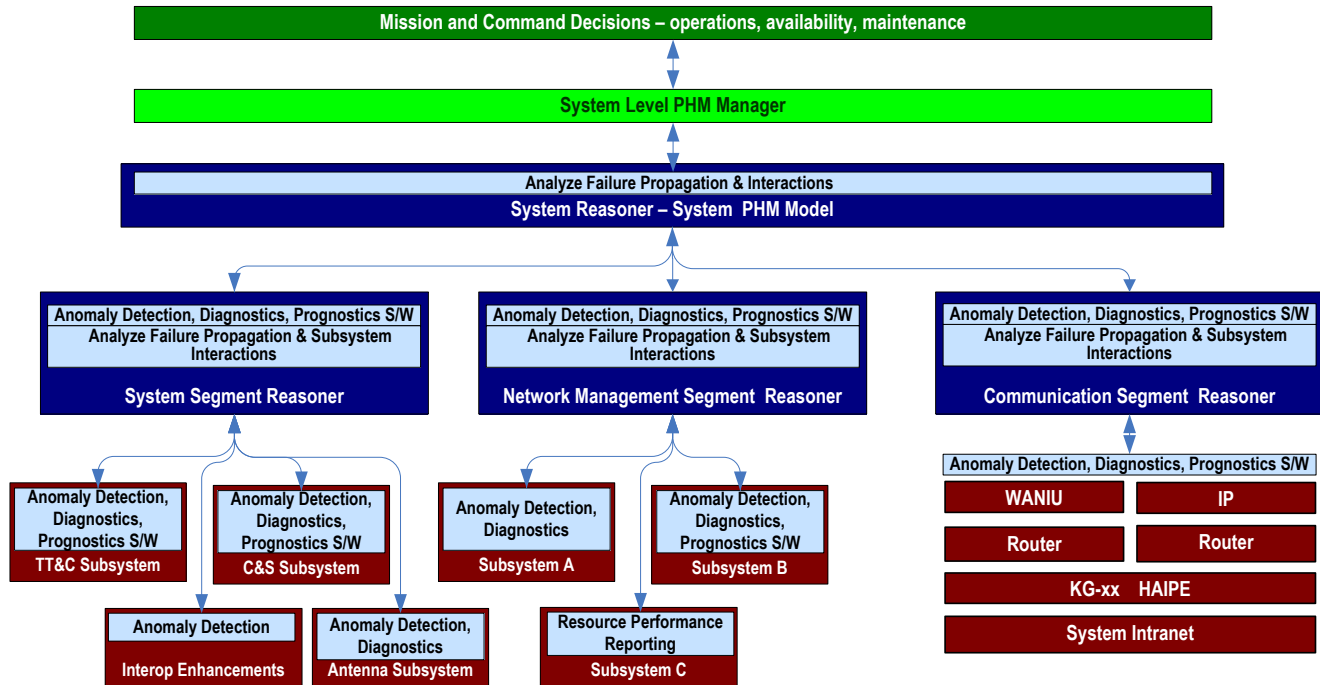 Mission and Command Decisions – operations, availability, maintenance
System Level PHM Manager
Analyze Failure Propagation & Interactions
System Reasoner – System PHM Model
Anomaly Detection, Diagnostics, Prognostics S/W
Analyze Failure Propagation & Subsystem
Interactions
System Segment Reasoner
Anomaly Detection, Diagnostics, Prognostics S/W
Analyze Failure Propagation & Subsystem
Interactions
Network Management Segment Reasoner
Anomaly Detection, Diagnostics, Prognostics S/W
Analyze Failure Propagation & Subsystem
Interactions
Communication Segment Reasoner
Anomaly Detection,
Diagnostics,
Prognostics S/W
TT&C Subsystem
Anomaly Detection,
Diagnostics,
Prognostics S/W
C&S Subsystem
Anomaly Detection
Interop Enhancements
Anomaly Detection,
Diagnostics
Antenna Subsystem
Anomaly Detection,
Diagnostics
Subsystem A
Anomaly Detection,
Diagnostics,
Prognostics S/W
Subsystem B
Resource Performance
Reporting
Subsystem C
Anomaly Detection, Diagnostics, Prognostics S/W
WANIU
IP
Router
Router
KG-xx HAIPE
System Intranet